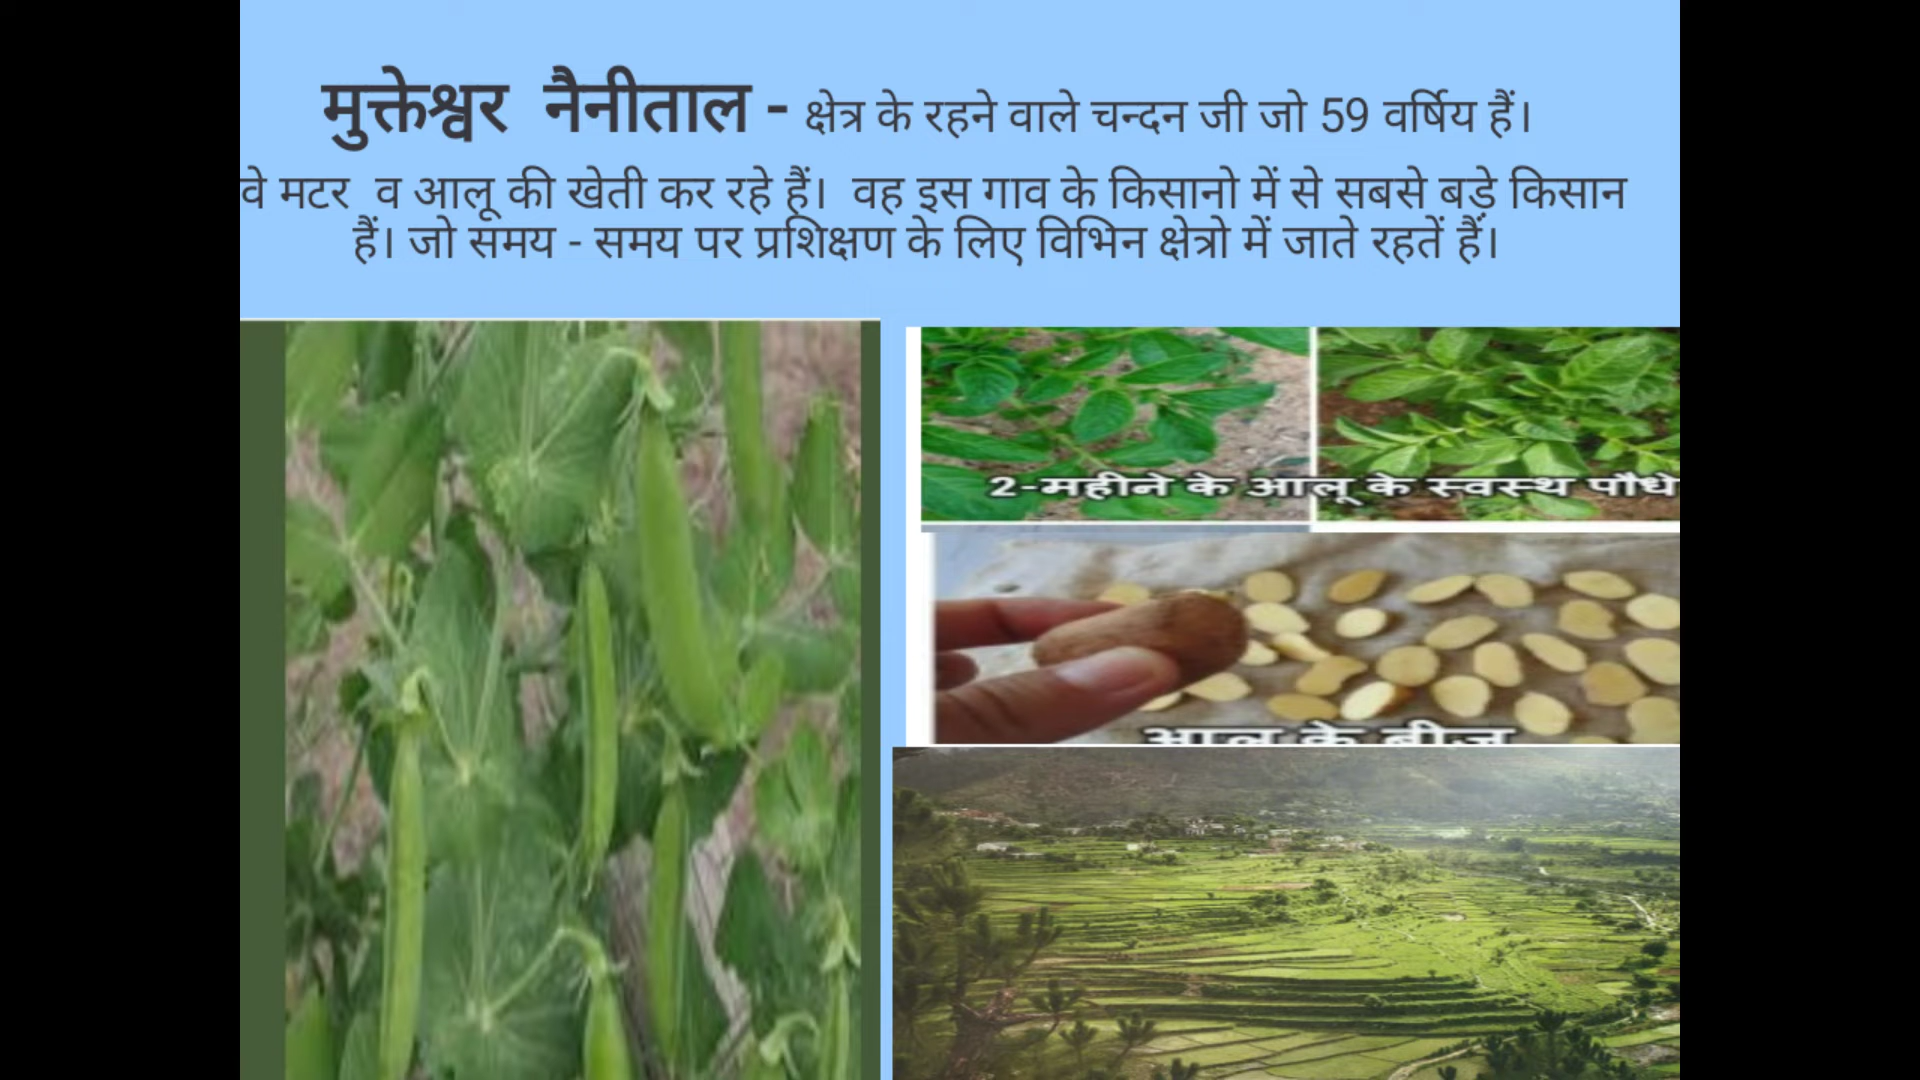 मुक्तेश्वर नैनीताल - क्षेत्र के रहने वाले चन्दन जी जो 59 वर्षिय हैं।
वे मटर व आलू की खेती कर रहे हैं। वह इस गाव के किसानो में से सबसे बड़े किसान
हैं। जो समय - समय पर प्रशिक्षण के लिए विभिन क्षेत्रो में जाते रहतें हैं।
2-महीने के आलू के स्वस्थ पौधे
आलू के बीज